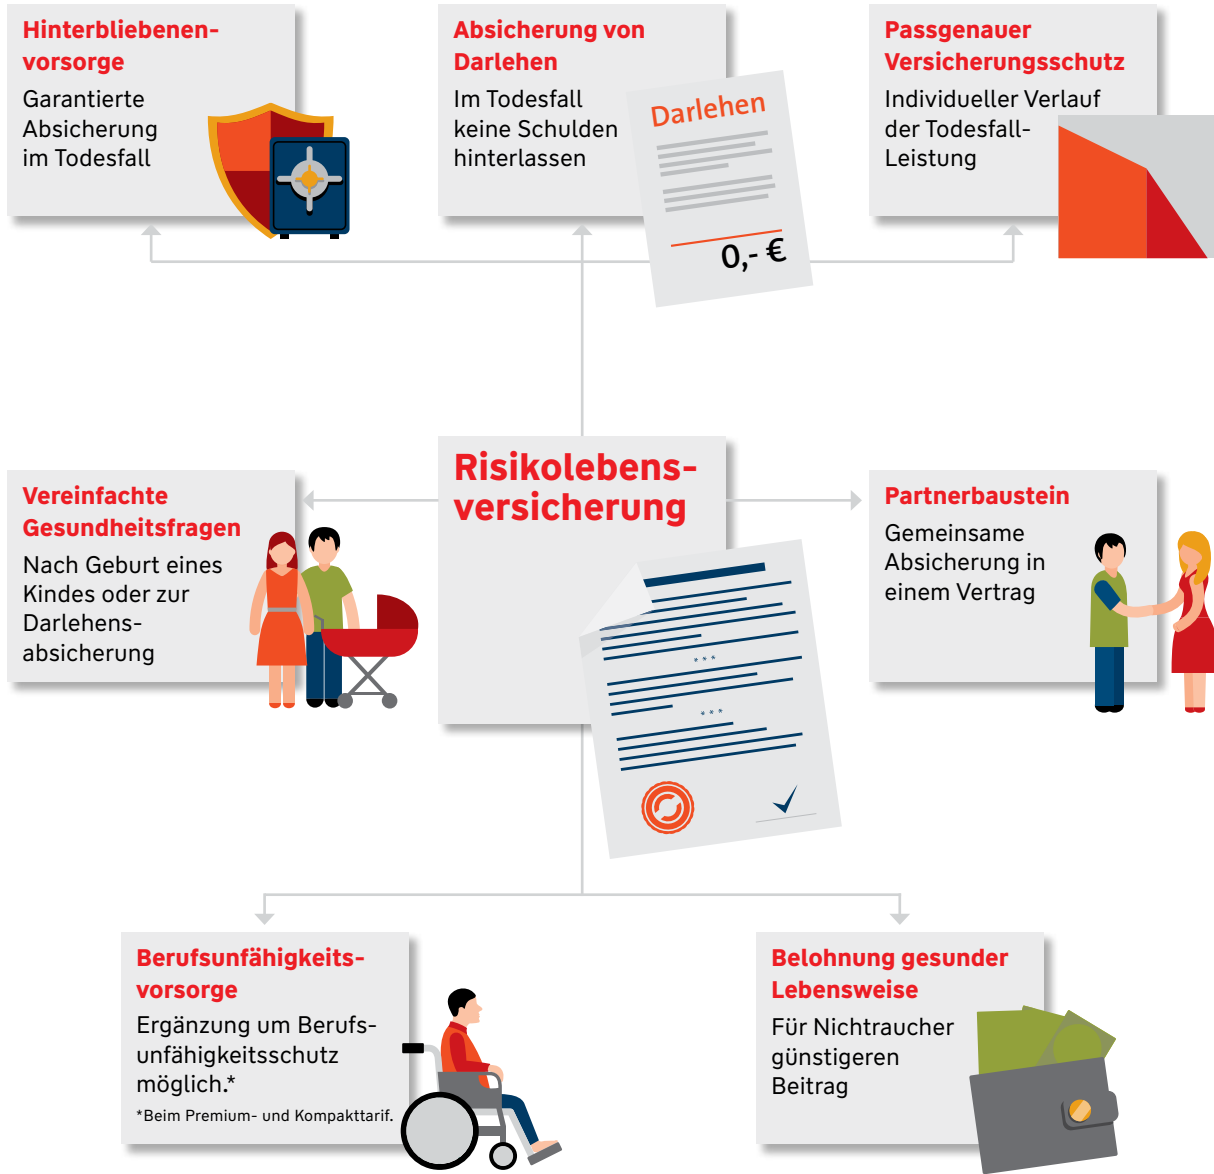 Hinterbliebenen-
vorsorge
Garantierte
Absicherung
im Todesfall
Absicherung von
Darlehen
Im Todesfall
keine Schulden
hinterlassen
Darlehen
0,- €
Passgenauer
Versicherungsschutz
Individueller Verlauf
der Todesfall-
Leistung
Vereinfachte
Gesundheitsfragen
Nach Geburt eines
Kindes oder zur
Darlehens-
absicherung
Risikolebens-
versicherung
* * *
* * *
Partnerbaustein
Gemeinsame
Absicherung in
einem Vertrag
Berufsunfähigkeits-
vorsorge
Ergänzung um Berufs-
unfähigkeitsschutz
möglich.*
*Beim Premium- und Kompakttarif.
Belohnung gesunder
Lebensweise
Für Nichtraucher
günstigeren
Beitrag